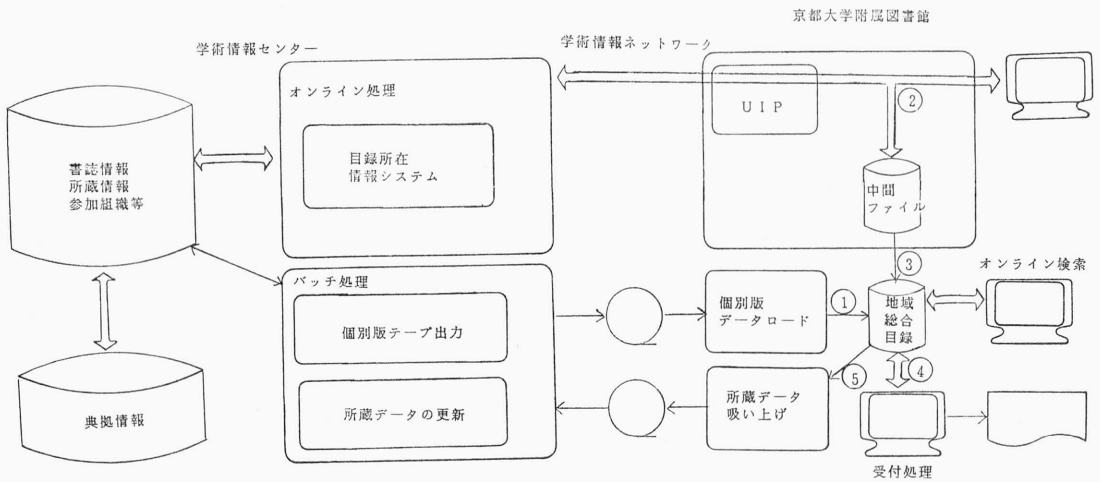 京都大学附属図書館
学術情報センター
学術情報ネットワーク
オンライン処理
UIP
②
目録所在
情報システム
書誌情報
所蔵情報
参加組織等
中間
ファイル
③
オンライン検索
バッチ処理
個別版テープ出力
個別版
データロード
①
地域
総合
目録
④
⑤
典拠情報
所蔵データの更新
所蔵データ
吸い上げ
受付処理